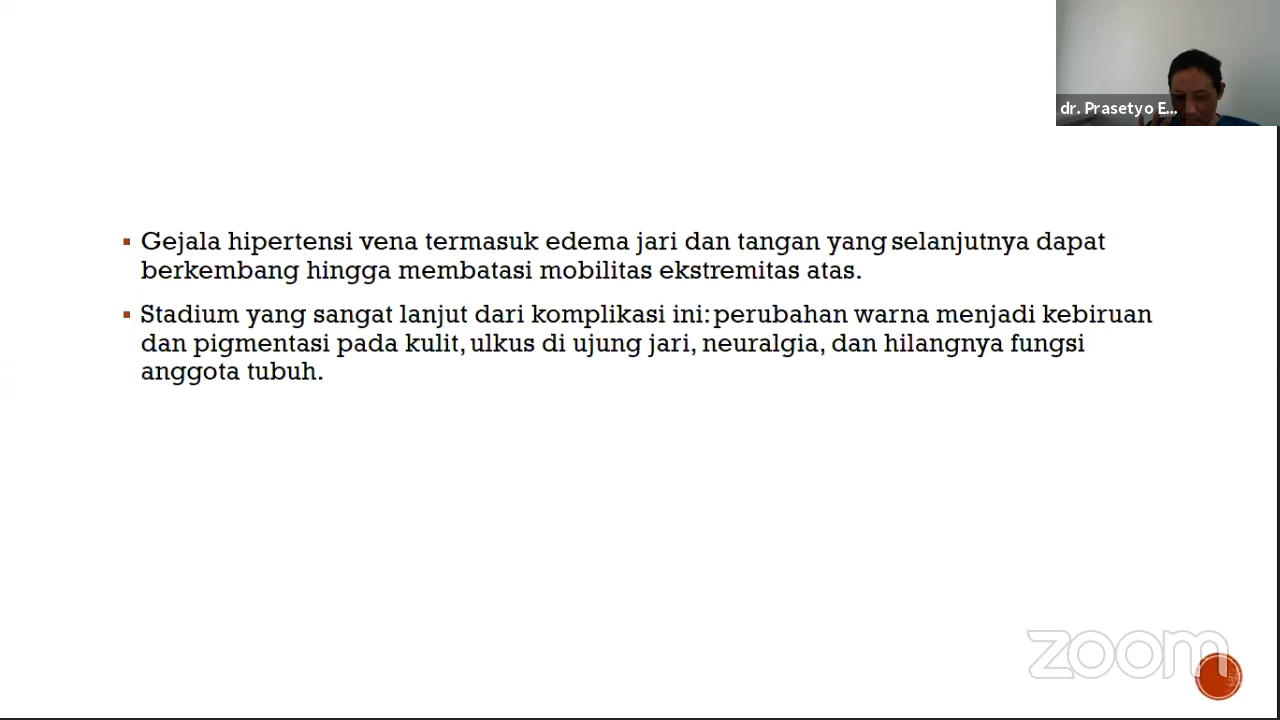 dr. Prasetyo E...
Gejala hipertensi vena termasuk edema jari dan tangan yang selanjutnya dapat
berkembang hingga membatasi mobilitas ekstremitas atas.
Stadium yang sangat lanjut dari komplikasi ini: perubahan warna menjadi kebiruan
dan pigmentasi pada kulit, ulkus di ujung jari, neuralgia, dan hilangnya fungsi
anggota tubuh.
zoom